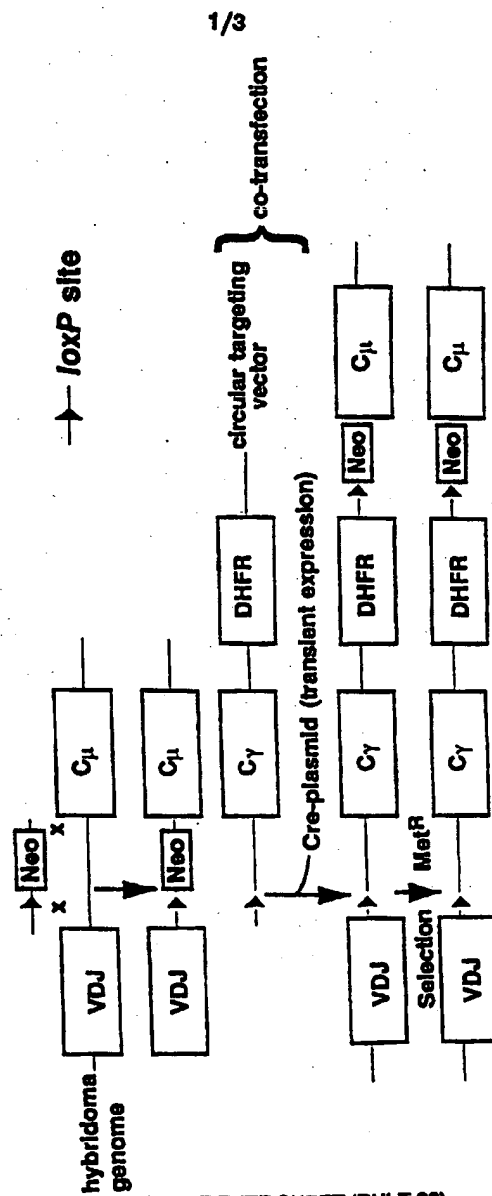 1/3
loxP site
Neo
x x
hybridoma genome
VDJ Cμ
VDJ Neo Cμ
Cγ DHFR
circular targeting vector
co-transfection
Cre-plasmid (transient expression)
VDJ Cγ DHFR Neo Cμ
Selection MetR
VDJ Cγ DHFR Neo Cμ